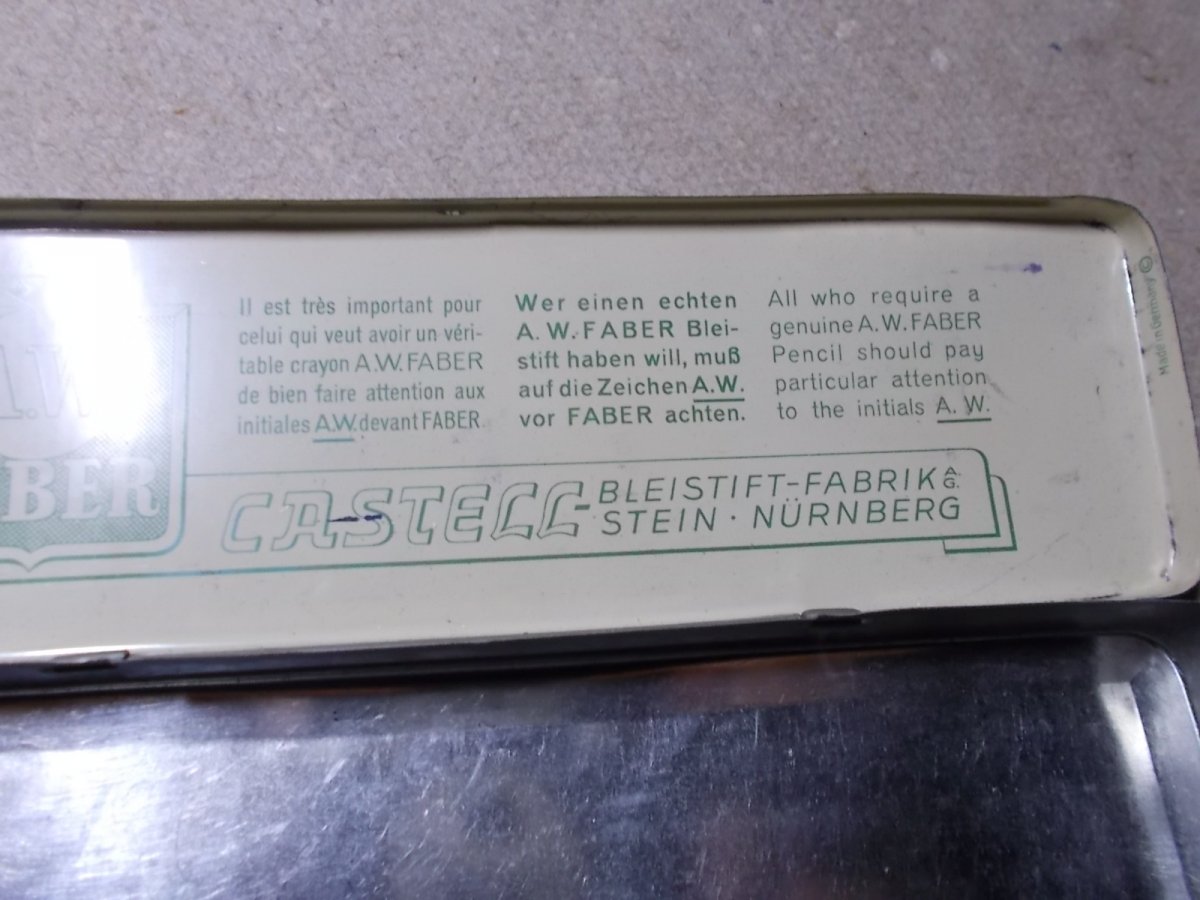 Il est très important pour
celui qui veut avoir un véri-
table crayon A.W.FABER
de bien faire attention aux
initiales A.W. devant FABER.
Wer einen echten
A.W.FABER Blei-
stift haben will, muß
auf die Zeichen A.W.
vor FABER achten.
All who require a
genuine A.W.FABER
Pencil should pay
particular attention
to the initials A. W.
Made in Germany ©
A.W
BER
CASTELL-BLEISTIFT-FABRIK A.G.
STEIN · NÜRNBERG